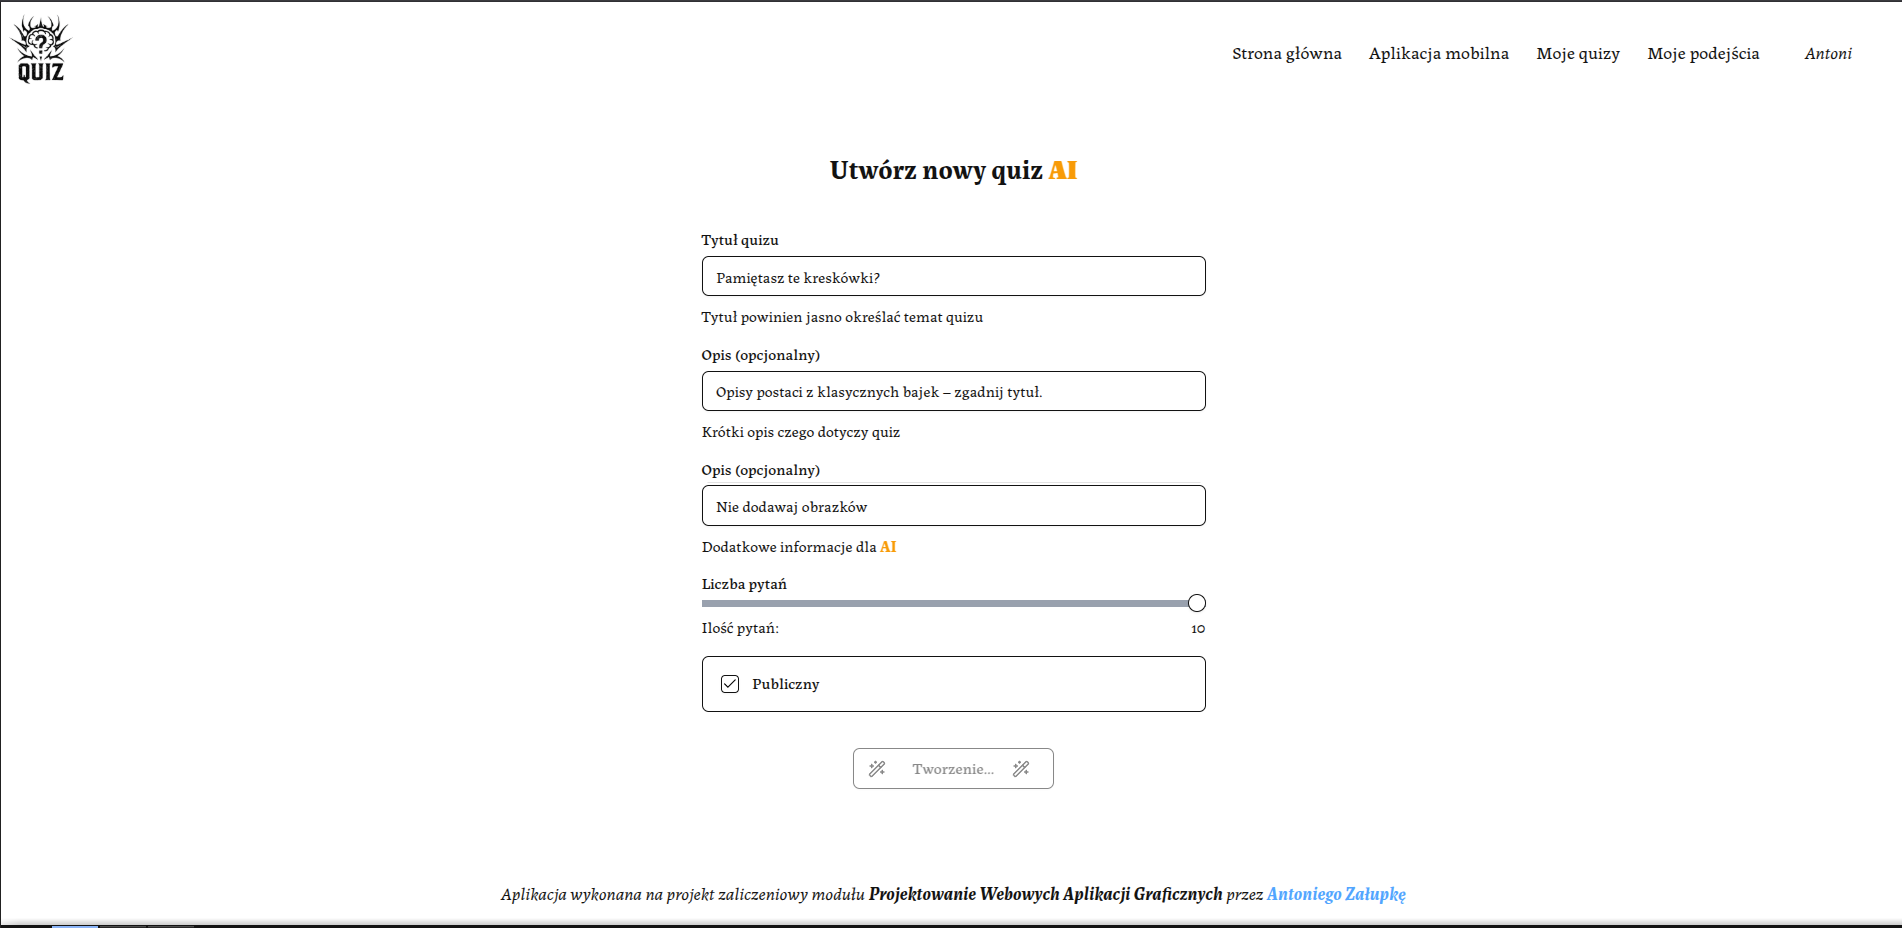 ?
QUIZ
Strona główna Aplikacja mobilna Moje quizy Moje podejścia Antoni
Utwórz nowy quiz AI
Tytuł quizu
Pamiętasz te kreskówki?
Tytuł powinien jasno określać temat quizu
Opis (opcjonalny)
Opisy postaci z klasycznych bajek – zgadnij tytuł.
Krótki opis czego dotyczy quiz
Opis (opcjonalny)
Nie dodawaj obrazków
Dodatkowe informacje dla AI
Liczba pytań
Ilość pytań: 10
Publiczny
Tworzenie...
Aplikacja wykonana na projekt zaliczeniowy modułu Projektowanie Webowych Aplikacji Graficznych przez Antoniego Załupkę